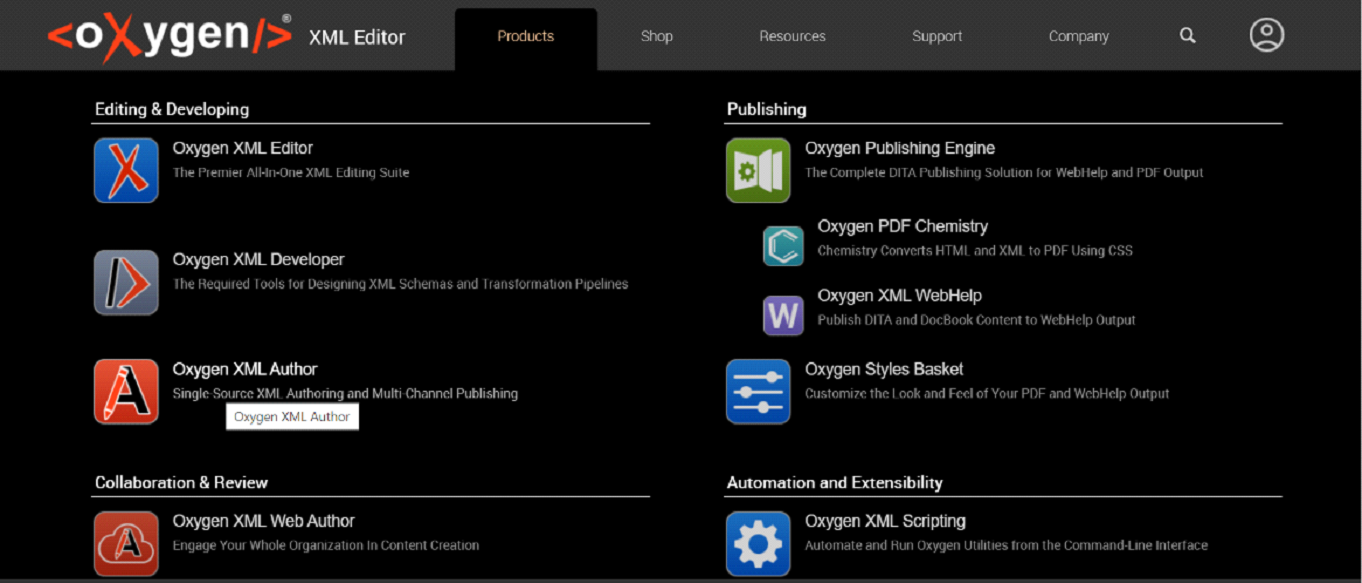 <oXygen/>® XML Editor
Products
Shop
Resources
Support
Company
Editing & Developing
Oxygen XML Editor
The Premier All-In-One XML Editing Suite
Oxygen XML Developer
The Required Tools for Designing XML Schemas and Transformation Pipelines
Oxygen XML Author
Single-Source XML Authoring and Multi-Channel Publishing
Oxygen XML Author
Collaboration & Review
Oxygen XML Web Author
Engage Your Whole Organization In Content Creation
Publishing
Oxygen Publishing Engine
The Complete DITA Publishing Solution for WebHelp and PDF Output
Oxygen PDF Chemistry
Chemistry Converts HTML and XML to PDF Using CSS
W
Oxygen XML WebHelp
Publish DITA and DocBook Content to WebHelp Output
Oxygen Styles Basket
Customize the Look and Feel of Your PDF and WebHelp Output
Automation and Extensibility
Oxygen XML Scripting
Automate and Run Oxygen Utilities from the Command-Line Interface